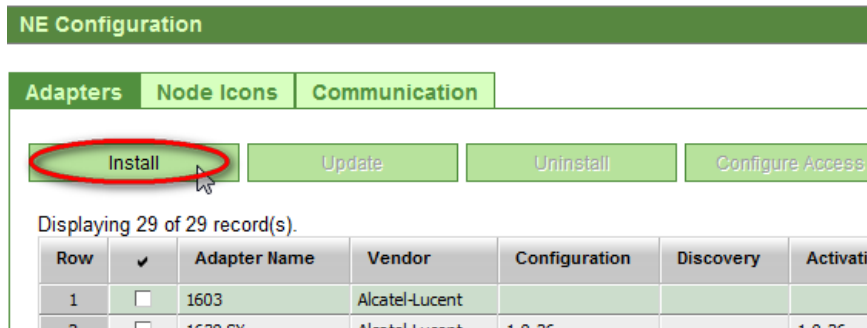 NE Configuration
Adapters Node Icons Communication
Install Update Uninstall Configure Access
Displaying 29 of 29 record(s).
Row Adapter Name Vendor Configuration Discovery
1 1603 Alcatel-Lucent